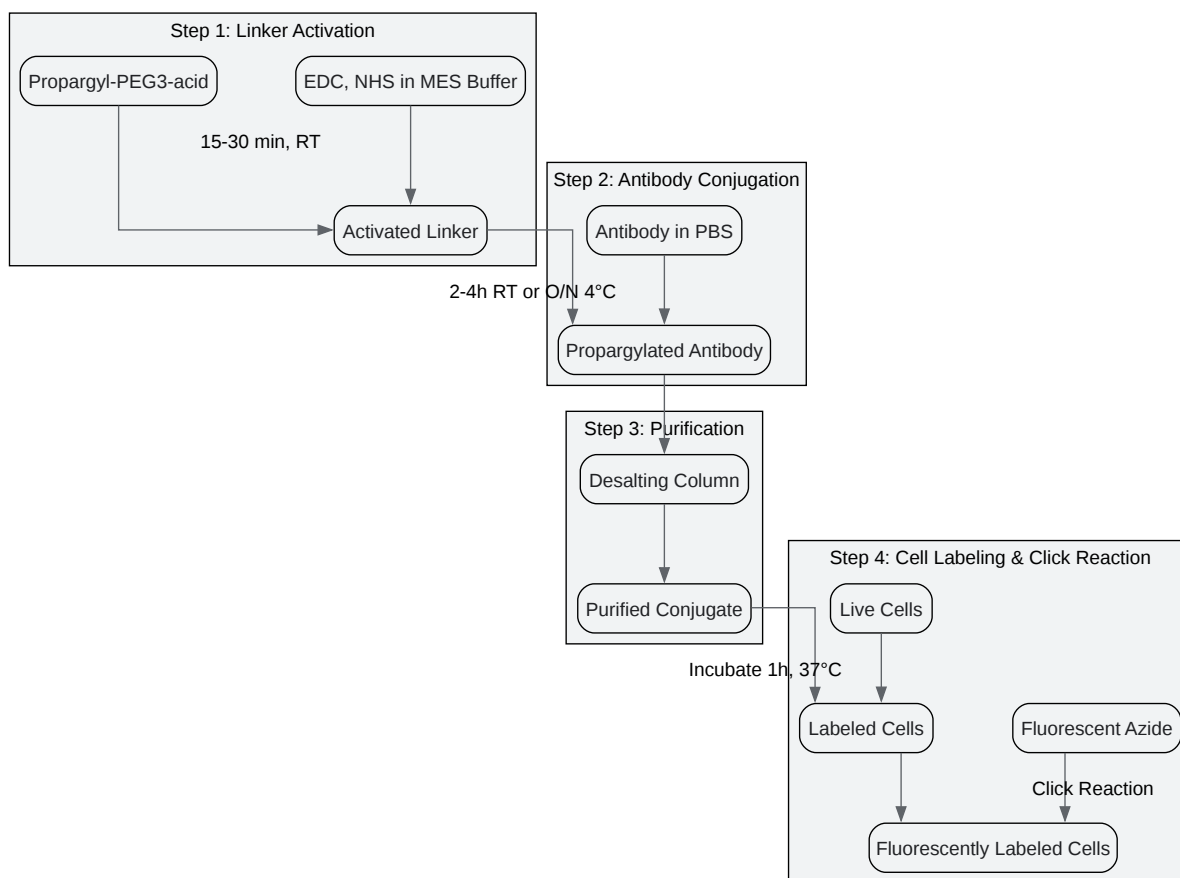 Step 1: Linker Activation
Propargyl-PEG3-acid
EDC, NHS in MES Buffer
15-30 min, RT
Activated Linker
Step 2: Antibody Conjugation
Antibody in PBS
2-4h RT or O/N 4°C
Propargylated Antibody
Step 3: Purification
Desalting Column
Purified Conjugate
Step 4: Cell Labeling & Click Reaction
Live Cells
Incubate 1h, 37°C
Labeled Cells
Fluorescent Azide
Click Reaction
Fluorescently Labeled Cells